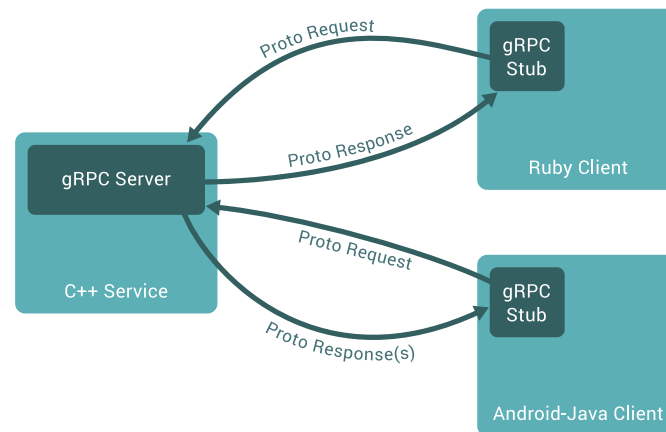 Proto Request
gRPC
Stub
Proto Response
Ruby Client
gRPC Server
C++ Service
Proto Request
gRPC
Stub
Proto Response(s)
Android-Java Client